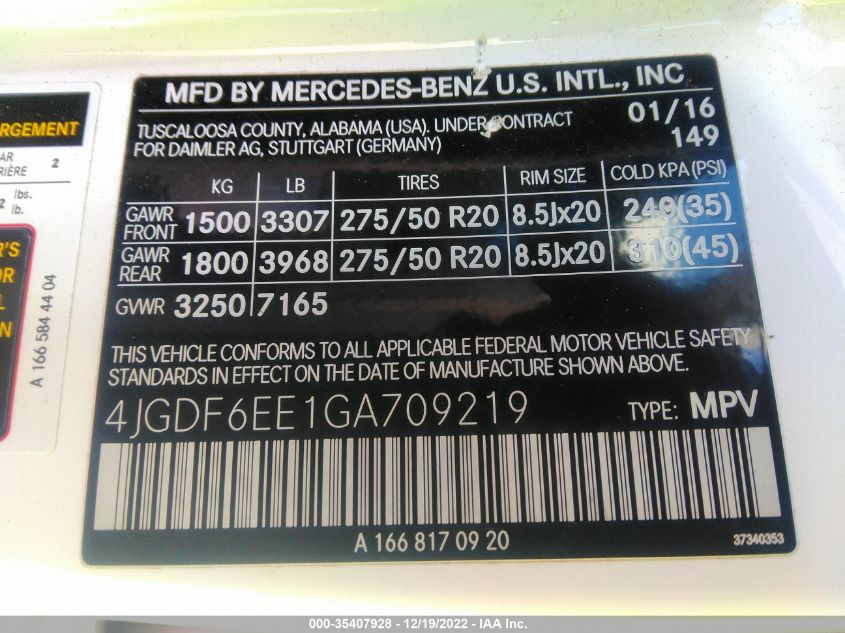 MFD BY MERCEDES-BENZ U.S. INTL., INC
TUSCALOOSA COUNTY, ALABAMA (USA). UNDER CONTRACT
FOR DAIMLER AG, STUTTGART (GERMANY)
01/16
149
KG LB TIRES RIM SIZE COLD KPA (PSI)
GAWR FRONT 1500 3307 275/50 R20 8.5Jx20 240(35)
GAWR REAR 1800 3968 275/50 R20 8.5Jx20 310(45)
GVWR 3250 7165
THIS VEHICLE CONFORMS TO ALL APPLICABLE FEDERAL MOTOR VEHICLE SAFETY
STANDARDS IN EFFECT ON THE DATE OF MANUFACTURE SHOWN ABOVE.
4JGDF6EE1GA709219 TYPE: MPV
A 166 817 09 20
37340353
ARGEMENT
AR
RIÈRE 2
2 lbs.
lb.
R'S
OR
L
N
A 166 584 44 04
000-35407928 - 12/19/2022 - IAA Inc.